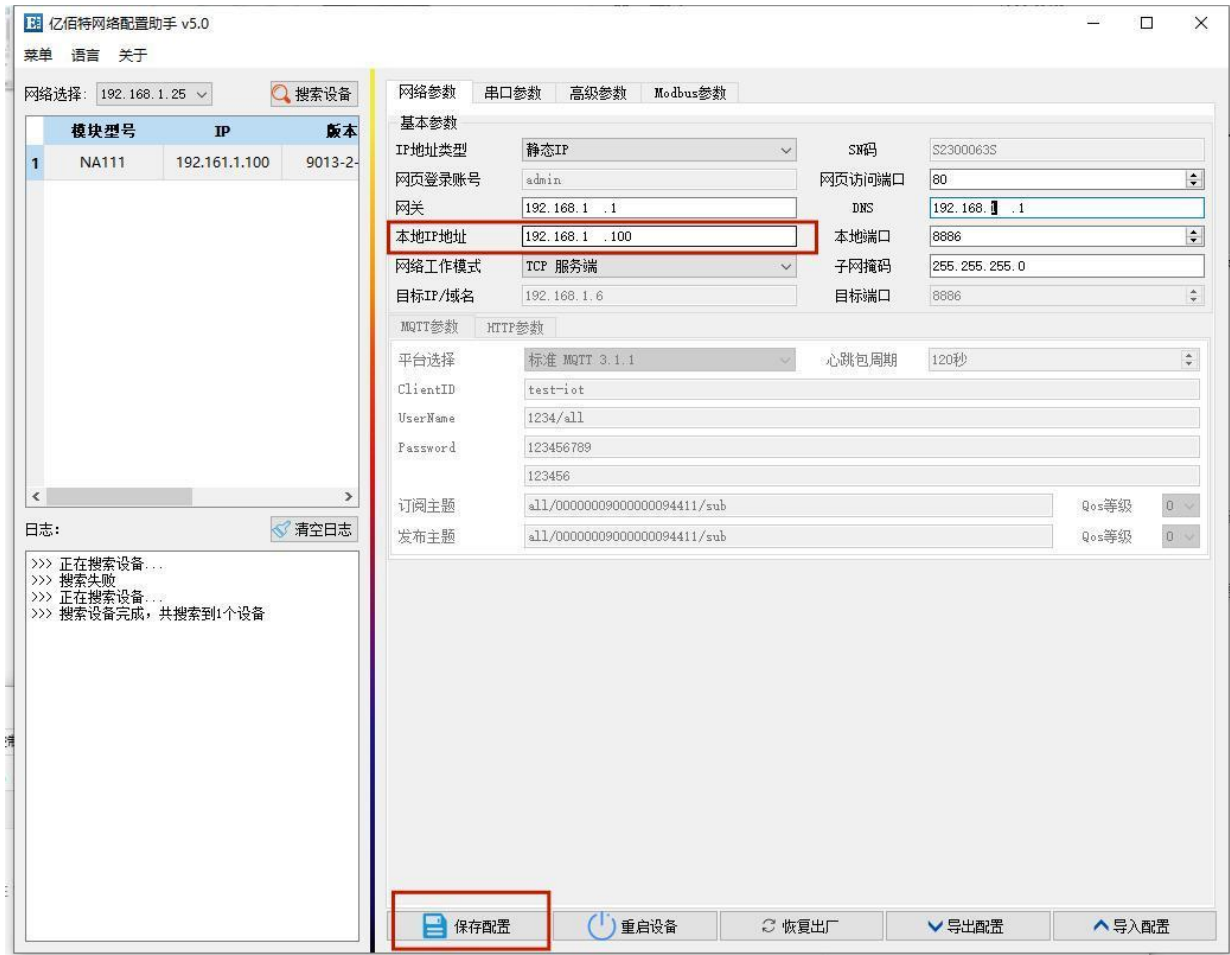 亿佰特网络配置助手 v5.0
菜单 语言 关于
网络选择: 192.168.1.25 搜索设备
模块型号 IP 版本
1 NA111 192.161.1.100 9013-2-
日志: 清空日志
>>> 正在搜索设备...
>>> 搜索失败
>>> 正在搜索设备...
>>> 搜索设备完成，共搜索到1个设备
网络参数 串口参数 高级参数 Modbus参数
基本参数
IP地址类型 静态IP SN码 S2300063S
网页登录账号 admin 网页访问端口 80
网关 192.168.1 .1 DNS 192.168.1 .1
本地IP地址 192.168.1 .100 本地端口 8886
网络工作模式 TCP 服务端 子网掩码 255.255.255.0
目标IP/域名 192.168.1.6 目标端口 8886
MQTT参数 HTTP参数
平台选择 标准 MQTT 3.1.1 心跳包周期 120秒
ClientID test-iot
UserName 1234/all
Password 123456789
123456
订阅主题 all/00000009000000094411/sub Qos等级 0
发布主题 all/00000009000000094411/sub Qos等级 0
保存配置 重启设备 恢复出厂 导出配置 导入配置